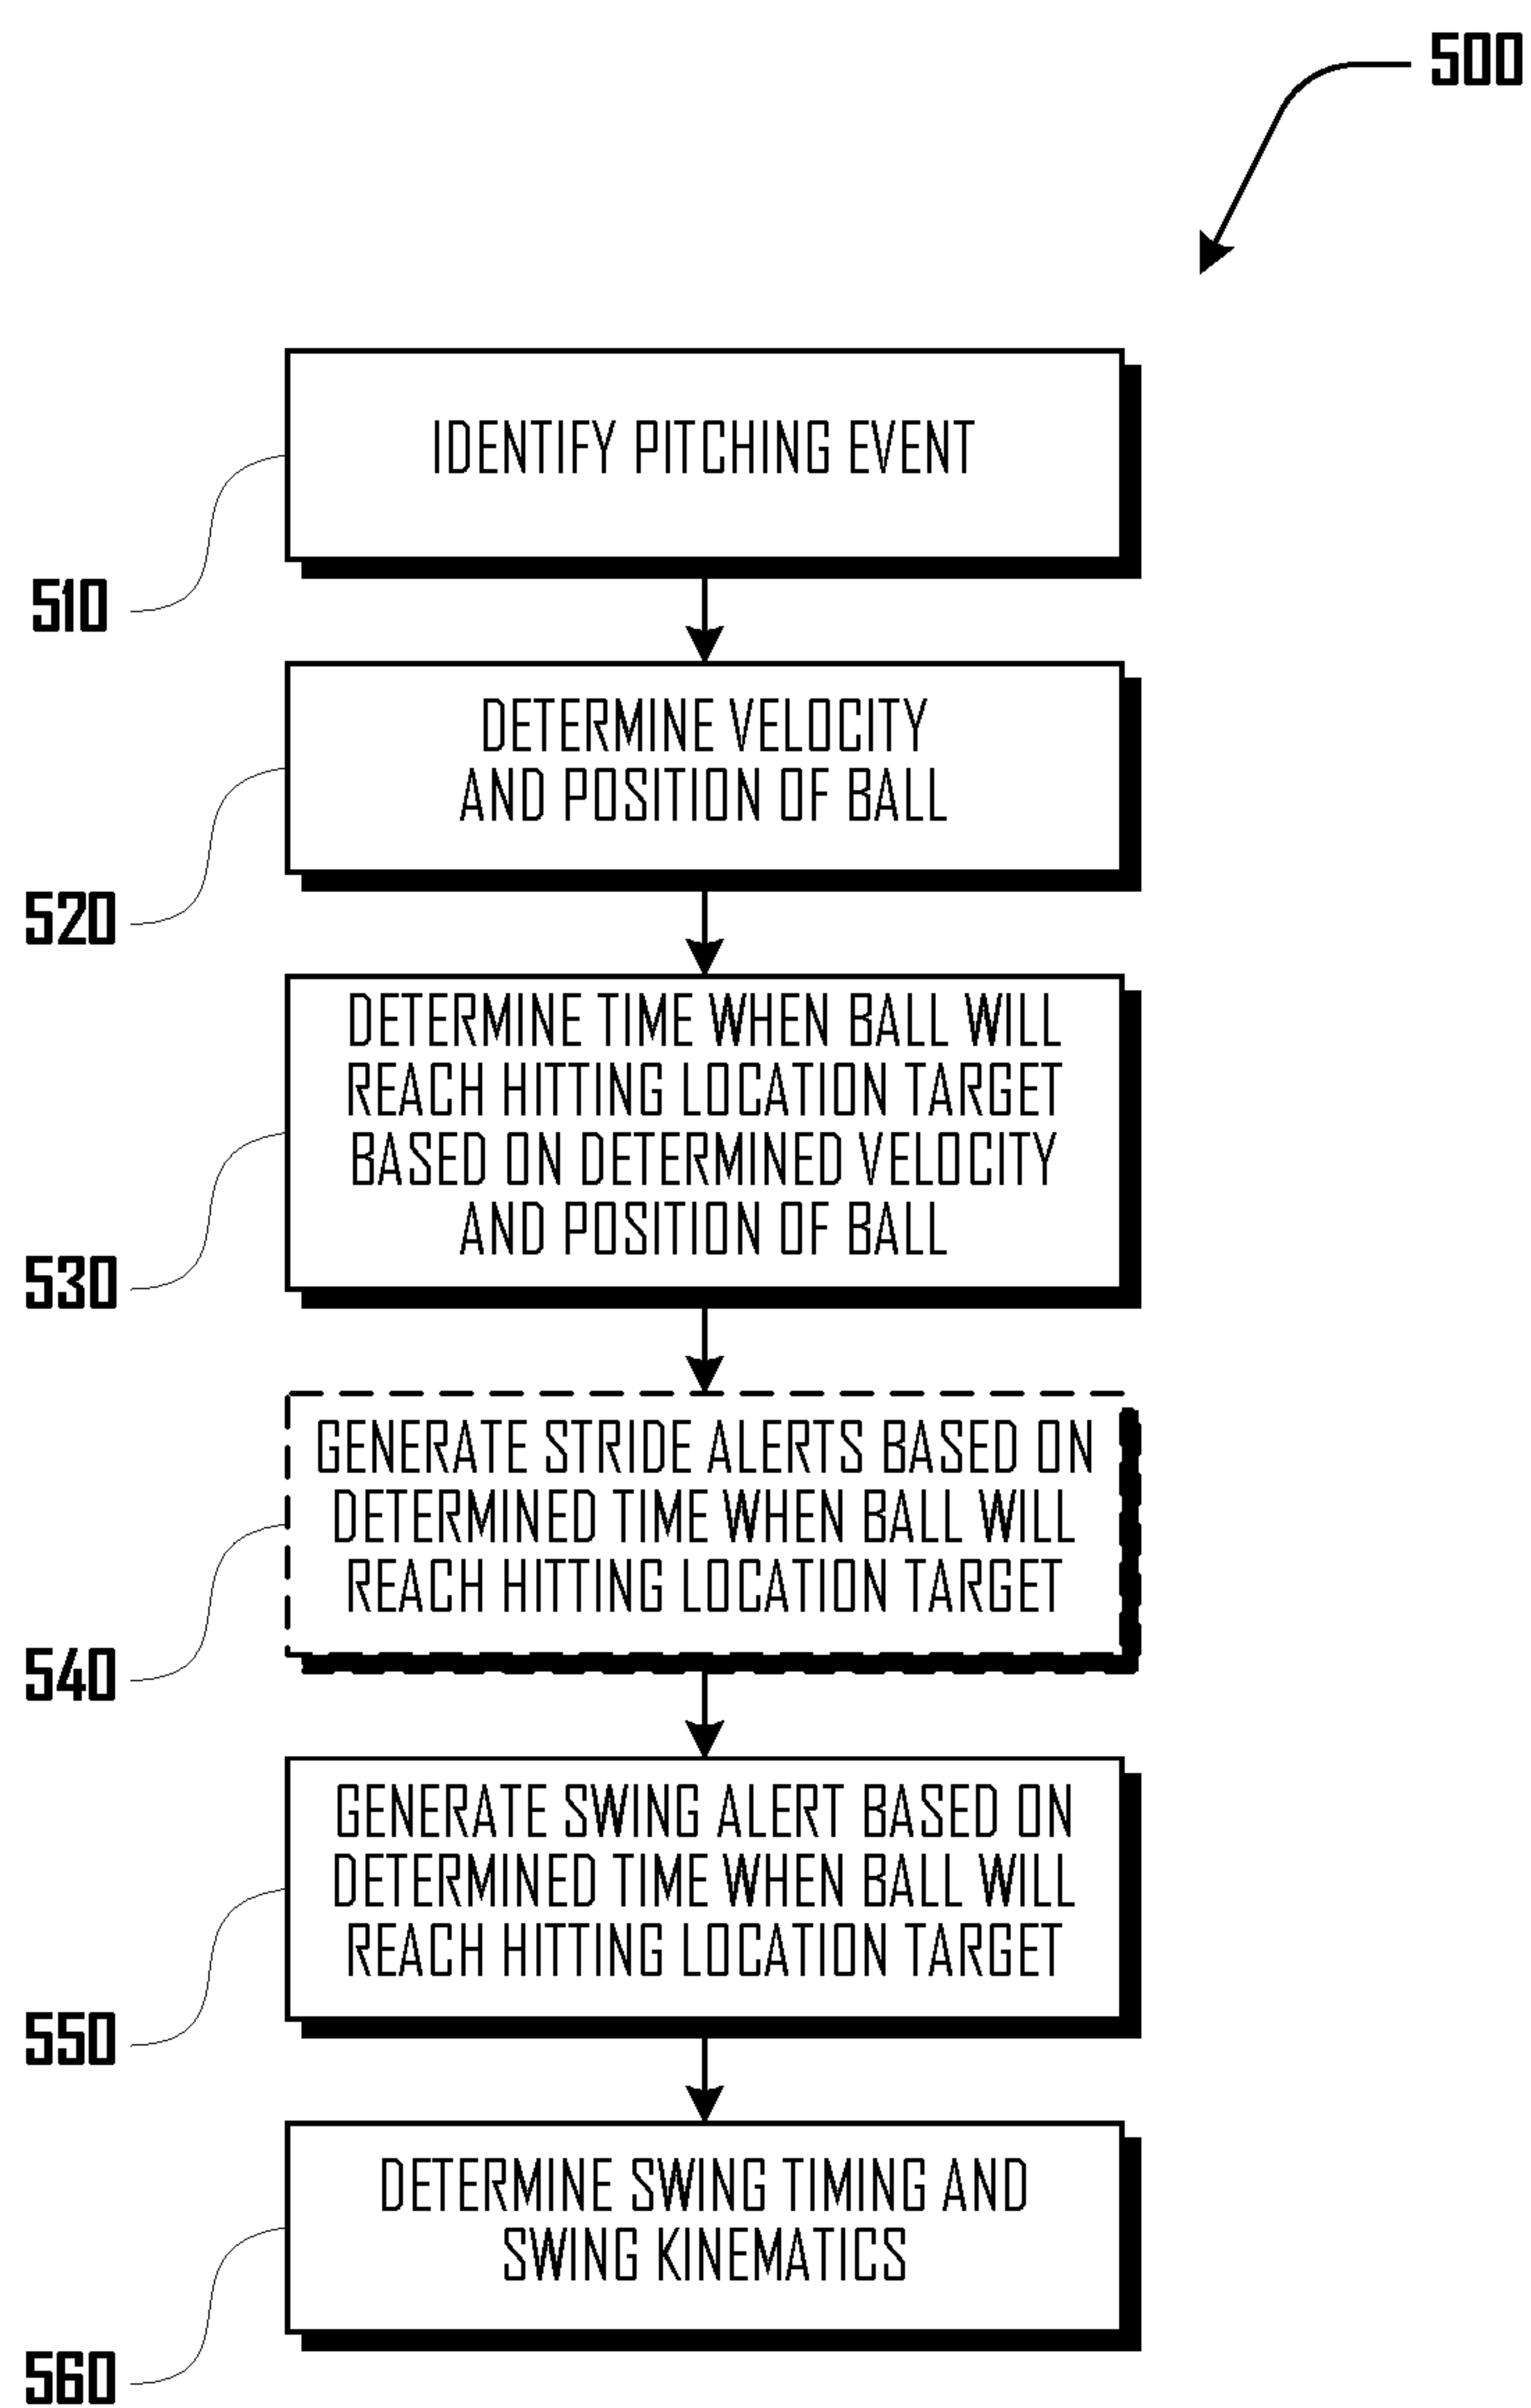 500
IDENTIFY PITCHING EVENT
510
DETERMINE VELOCITY
AND POSITION OF BALL
520
DETERMINE TIME WHEN BALL WILL
REACH HITTING LOCATION TARGET
BASED ON DETERMINED VELOCITY
AND POSITION OF BALL
530
GENERATE STRIDE ALERTS BASED ON
DETERMINED TIME WHEN BALL WILL
REACH HITTING LOCATION TARGET
540
GENERATE SWING ALERT BASED ON
DETERMINED TIME WHEN BALL WILL
REACH HITTING LOCATION TARGET
550
DETERMINE SWING TIMING AND
SWING KINEMATICS
560